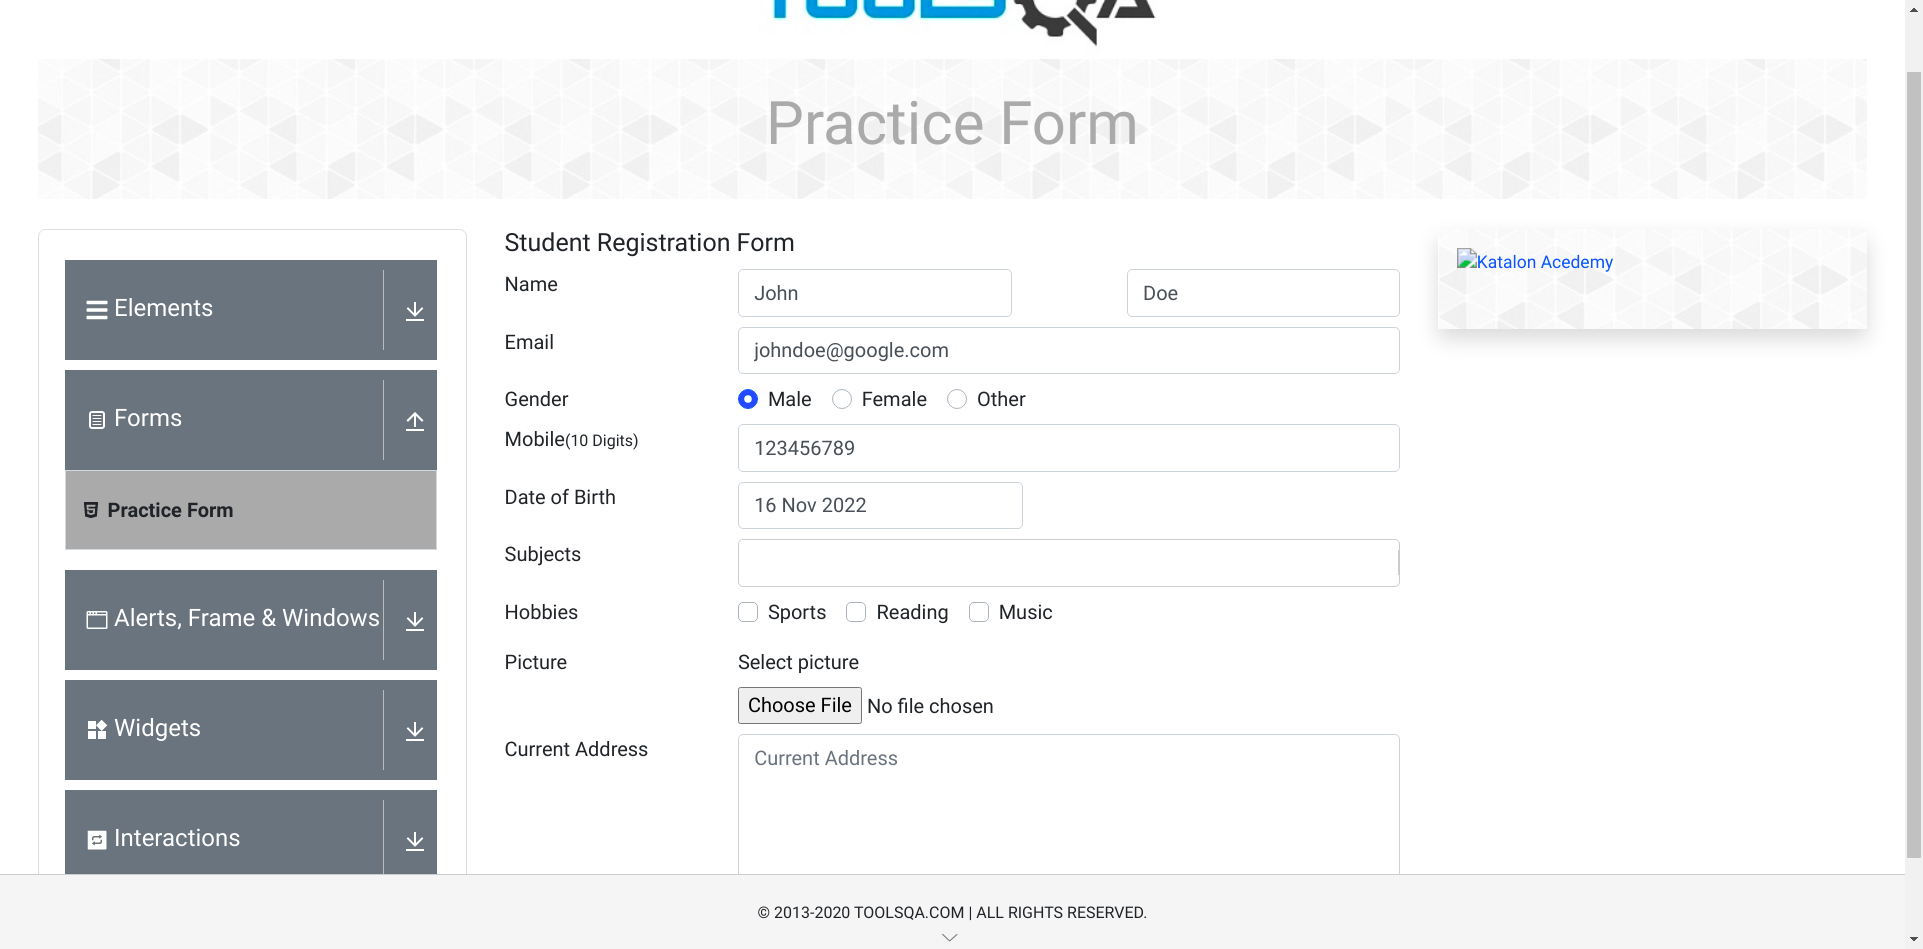 TOOLSQA
Practice Form
Elements
Forms
Practice Form
Alerts, Frame & Windows
Widgets
Interactions
Student Registration Form
Name John Doe
Email johndoe@google.com
Gender Male Female Other
Mobile(10 Digits) 123456789
Date of Birth 16 Nov 2022
Subjects
Hobbies Sports Reading Music
Picture Select picture
Choose File No file chosen
Current Address Current Address
Katalon Acedemy
© 2013-2020 TOOLSQA.COM | ALL RIGHTS RESERVED.